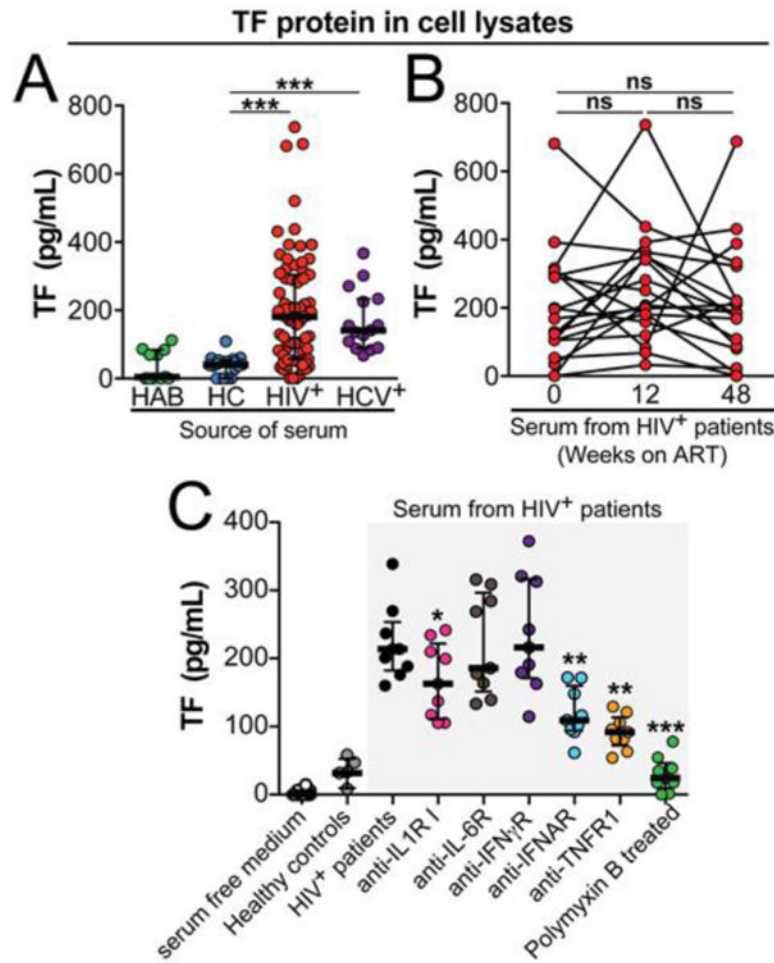 TF protein in cell lysates
A
***
***
800
600
400
200
0
TF (pg/mL)
HAB HC HIV+ HCV+
Source of serum
B
ns
ns ns
800
600
400
200
0
TF (pg/mL)
0 12 48
Serum from HIV+ patients
(Weeks on ART)
C
Serum from HIV+ patients
400
300
200
100
0
TF (pg/mL)
*
**
**
***
serum free medium
Healthy controls
HIV+ patients
anti-IL1R I
anti-IL-6R
anti-IFNγR
anti-IFNAR
anti-TNFR1
Polymyxin B treated